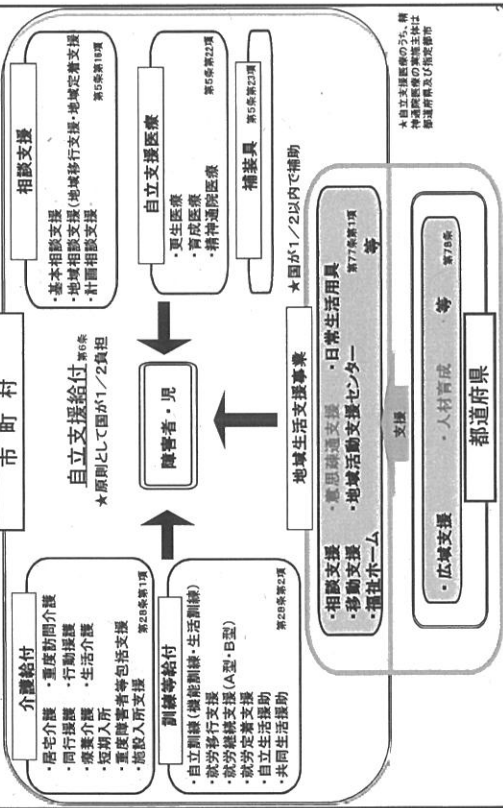 市町村
介護給付
・居宅介護 ・重度訪問介護
・同行援護 ・行動援護
・療養介護 ・生活介護
・短期入所
・重度障害者等包括支援
・施設入所支援 第28条第1項
訓練等給付
・自立訓練(機能訓練・生活訓練)
・就労移行支援
・就労継続支援(A型・B型)
・就労定着支援
・自立生活援助
・共同生活援助 第28条第2項
自立支援給付 第6条
★原則として国が1/2負担
障害者・児
相談支援
・基本相談支援
・地域相談支援(地域移行支援・地域定着支援)
・計画相談支援 第5条第18項
自立支援医療
・更生医療
・育成医療
・精神通院医療 第5条第22項
補装具 第5条第23項
地域生活支援事業
★国が1/2以内で補助
・相談支援 ・意思疎通支援 ・日常生活用具
・移動支援 ・地域活動支援センター
・福祉ホーム 等 第77条第1項
支援
・広域支援 ・人材育成 等 第78条
都道府県
★自立支援医療のうち、精
神通院医療の実施主体は
都道府県及び指定都市